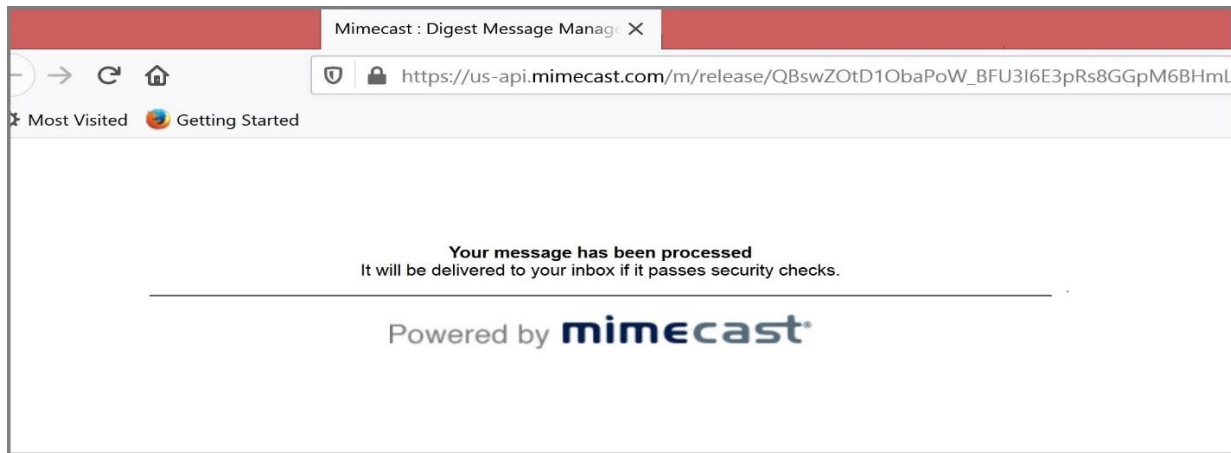 Mimecast : Digest Message Manag
https://us-api.mimecast.com/m/release/QBswZOtD1ObaPoW_BFU3I6E3pRs8GGpM6BHmL
Most Visited Getting Started
Your message has been processed
It will be delivered to your inbox if it passes security checks.
Powered by mimecast